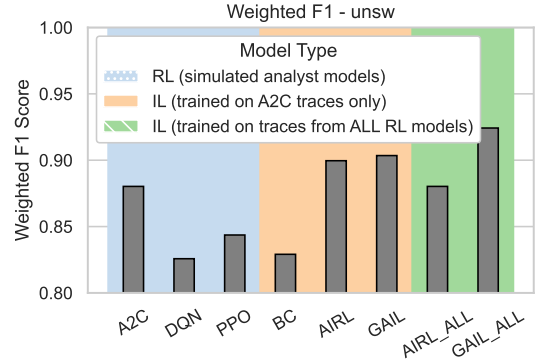 Weighted F1 - unsw
Weighted F1 Score
1.00
0.95
0.90
0.85
0.80
Model Type
RL (simulated analyst models)
IL (trained on A2C traces only)
IL (trained on traces from ALL RL models)
A2C
DQN
PPO
BC
AIRL
GAIL
AIRL_ALL
GAIL_ALL